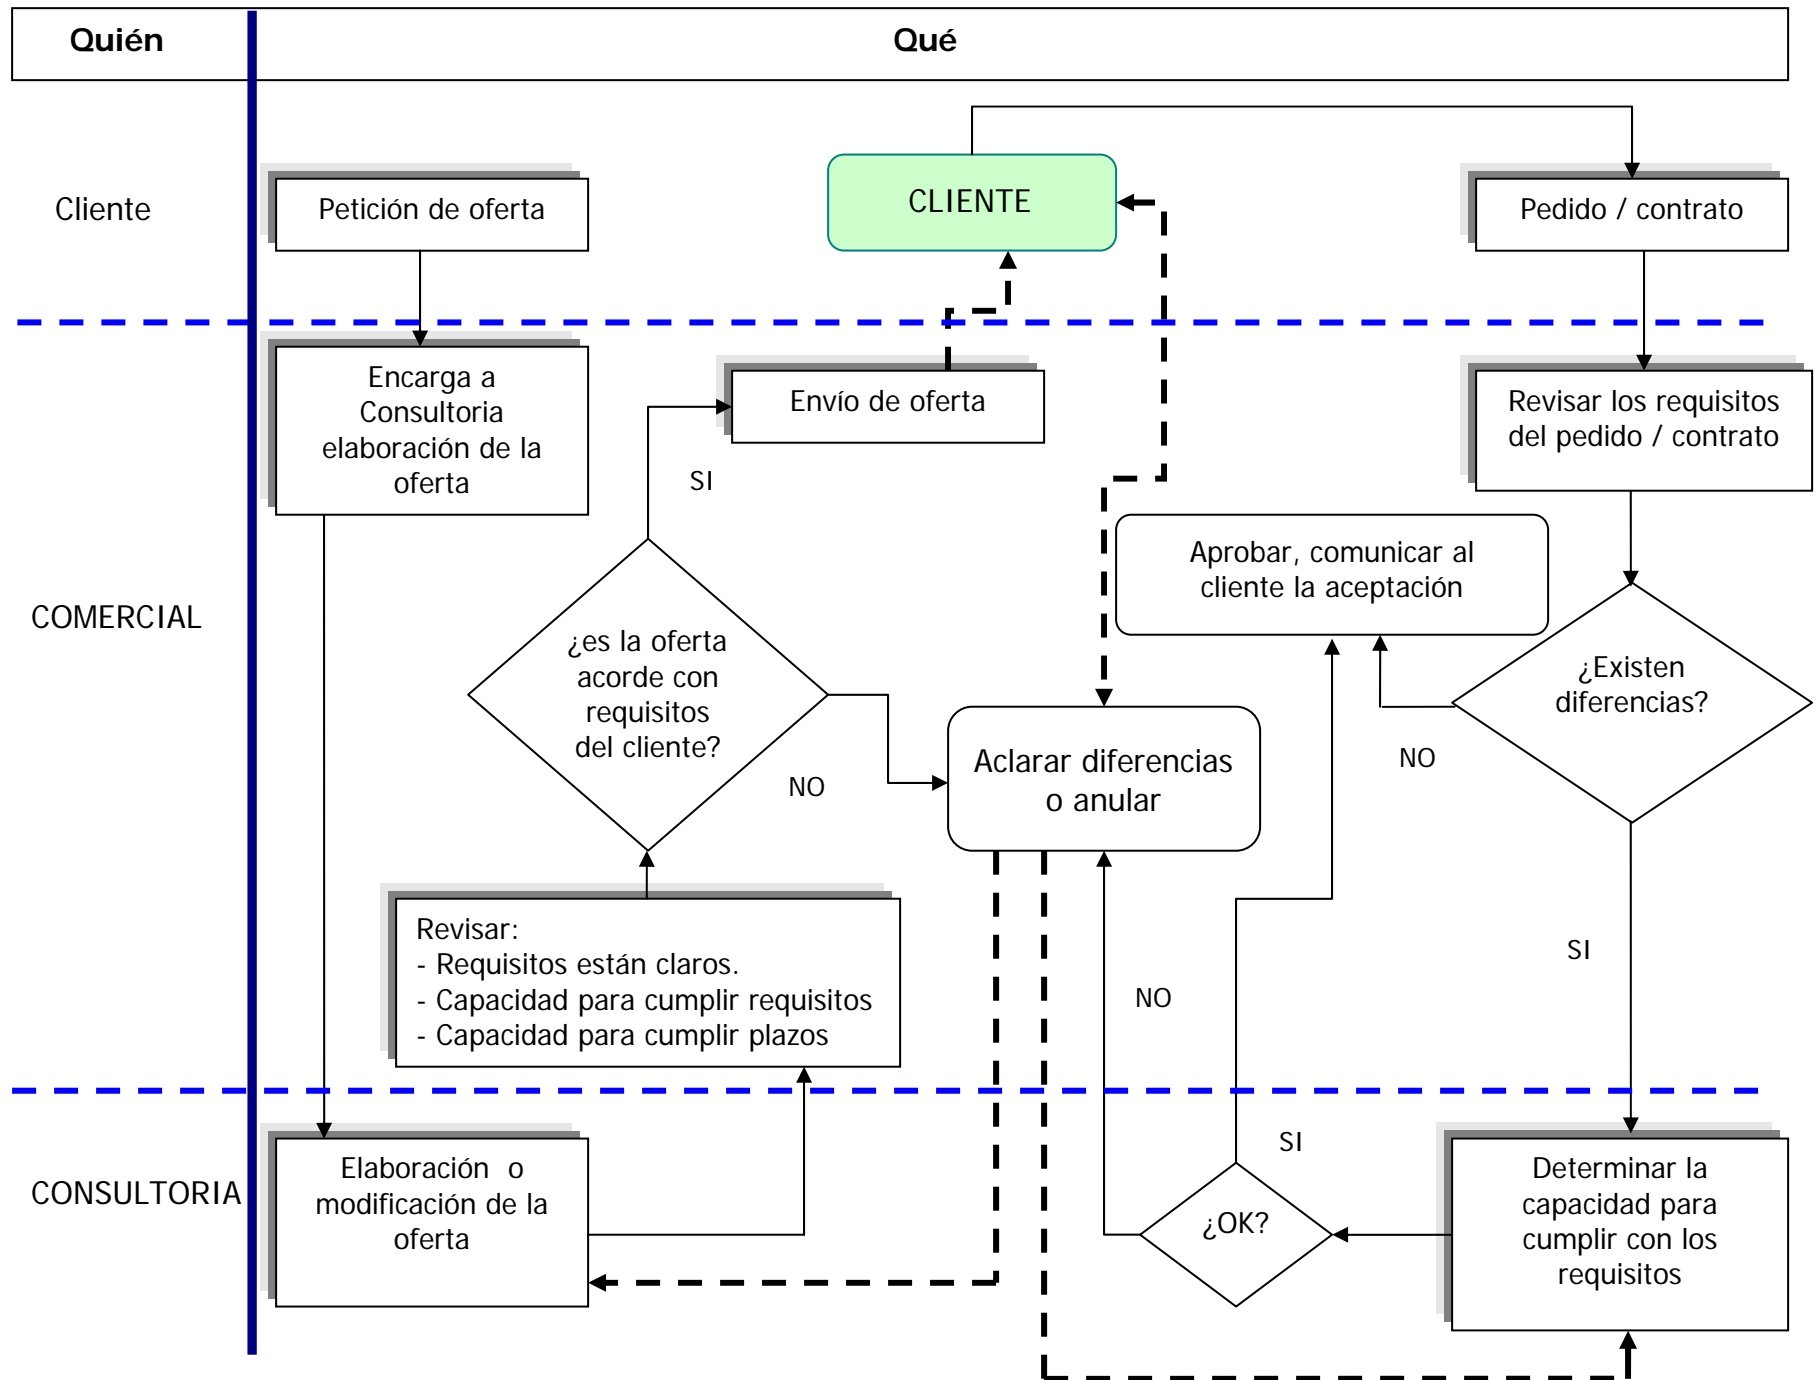 Quién
Qué
Cliente
Petición de oferta
CLIENTE
Pedido / contrato
COMERCIAL
Encarga a
Consultoria
elaboración de la
oferta
Envío de oferta
Revisar los requisitos
del pedido / contrato
SI
Aprobar, comunicar al
cliente la aceptación
¿es la oferta
acorde con
requisitos
del cliente?
NO
¿Existen
diferencias?
NO
Aclarar diferencias
o anular
Revisar:
- Requisitos están claros.
- Capacidad para cumplir requisitos
- Capacidad para cumplir plazos
NO
SI
CONSULTORIA
Elaboración o
modificación de la
oferta
SI
¿OK?
Determinar la
capacidad para
cumplir con los
requisitos